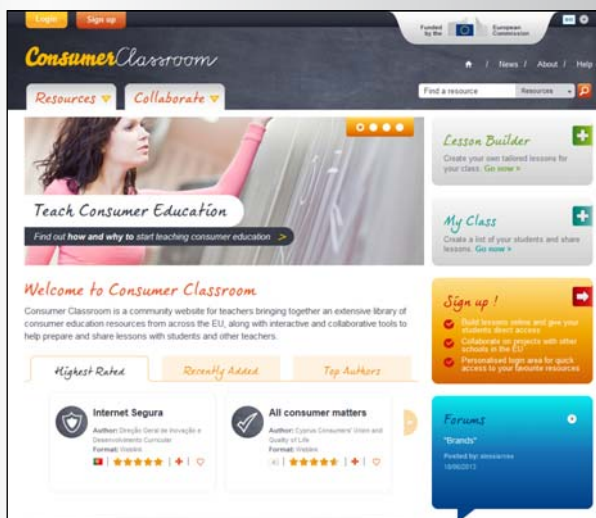 Login Sign up
Funded by the
European Commission
en
ConsumerClassroom
/ News / About / Help
Resources Collaborate
Find a resource Resources
Teach Consumer Education
Find out how and why to start teaching consumer education >
Lesson Builder
Create your own tailored lessons for your class. Go now »
My Class
Create a list of your students and share lessons. Go now »
Welcome to Consumer Classroom
Consumer Classroom is a community website for teachers bringing together an extensive library of
consumer education resources from across the EU, along with interactive and collaborative tools to
help prepare and share lessons with students and other teachers.
Sign up !
Build lessons online and give your
students direct access
Collaborate on projects with other
schools in the EU
Personalised login area for quick
access to your favourite resources
Highest Rated Recently Added Top Authors
Internet Segura
Author: Direção Geral de Inovação e
Desenvolvimento Curricular
Format: Weblink
All consumer matters
Author: Cyprus Consumers' Union and
Quality of Life
Format: Weblink
Forums
"Brands"
Posted by:
18/06/2013